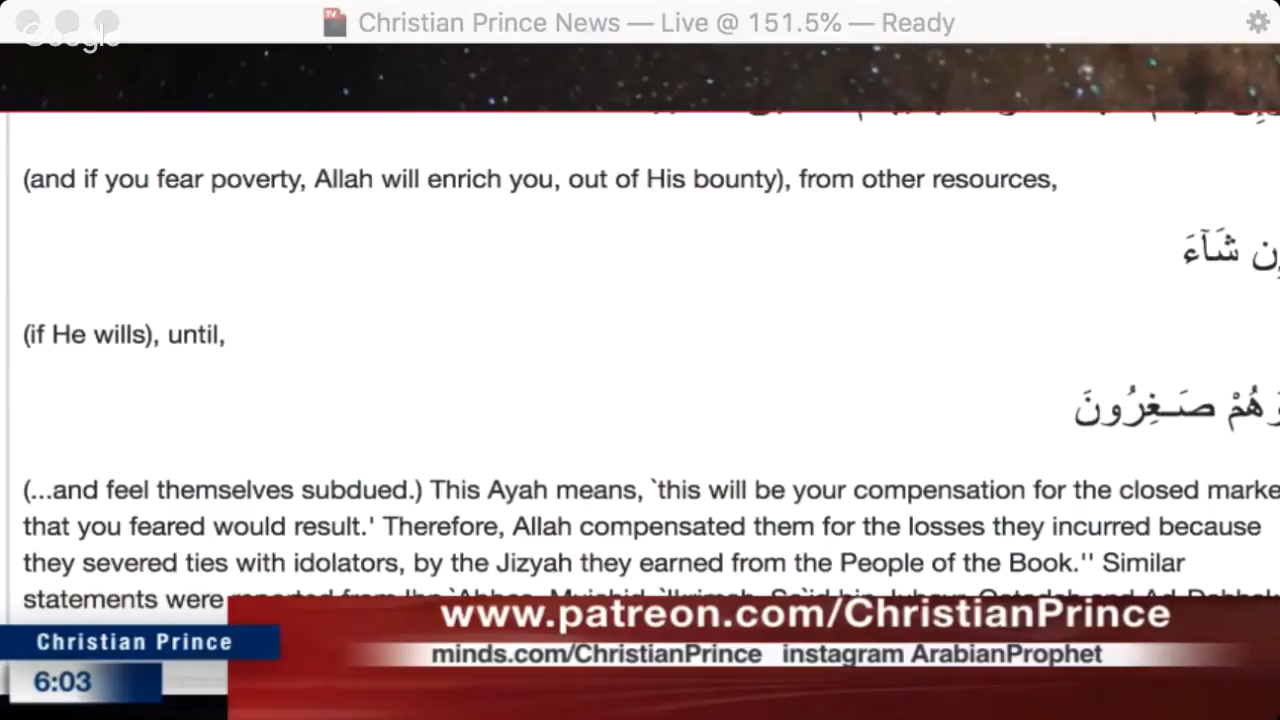 Christian Prince News — Live @ 151.5% — Ready
Google
(and if you fear poverty, Allah will enrich you, out of His bounty), from other resources,
شَآءَ
(if He wills), until,
هُمْ صَـغِرُونَ
(...and feel themselves subdued.) This Ayah means, `this will be your compensation for the closed marke
that you feared would result.' Therefore, Allah compensated them for the losses they incurred because
they severed ties with idolators, by the Jizyah they earned from the People of the Book.'' Similar
statements were
www.patreon.com/ChristianPrince
Christian Prince
minds.com/ChristianPrince instagram ArabianProphet
6:03